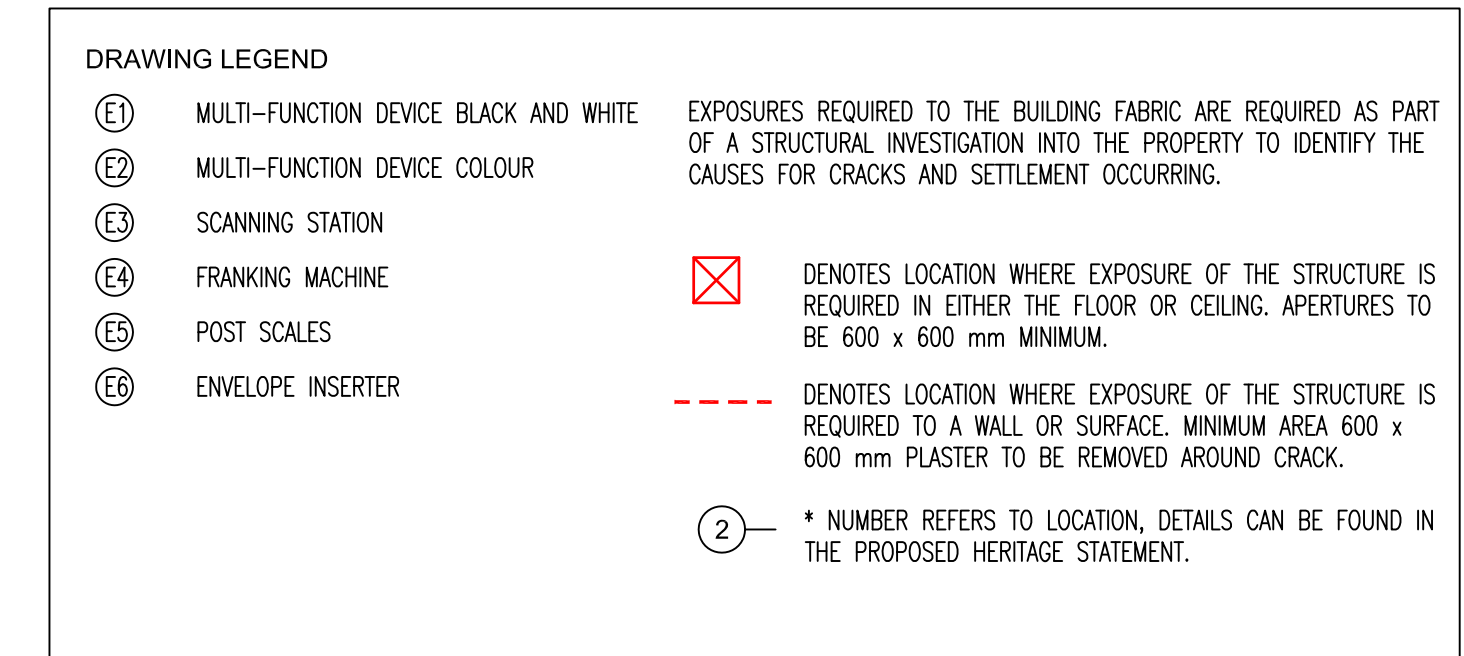 DRAWING LEGEND
E1 MULTI-FUNCTION DEVICE BLACK AND WHITE
E2 MULTI-FUNCTION DEVICE COLOUR
E3 SCANNING STATION
E4 FRANKING MACHINE
E5 POST SCALES
E6 ENVELOPE INSERTER
EXPOSURES REQUIRED TO THE BUILDING FABRIC ARE REQUIRED AS PART
OF A STRUCTURAL INVESTIGATION INTO THE PROPERTY TO IDENTIFY THE
CAUSES FOR CRACKS AND SETTLEMENT OCCURRING.
DENOTES LOCATION WHERE EXPOSURE OF THE STRUCTURE IS
REQUIRED IN EITHER THE FLOOR OR CEILING. APERTURES TO
BE 600 x 600 mm MINIMUM.
DENOTES LOCATION WHERE EXPOSURE OF THE STRUCTURE IS
REQUIRED TO A WALL OR SURFACE. MINIMUM AREA 600 x
600 mm PLASTER TO BE REMOVED AROUND CRACK.
2 * NUMBER REFERS TO LOCATION, DETAILS CAN BE FOUND IN
THE PROPOSED HERITAGE STATEMENT.